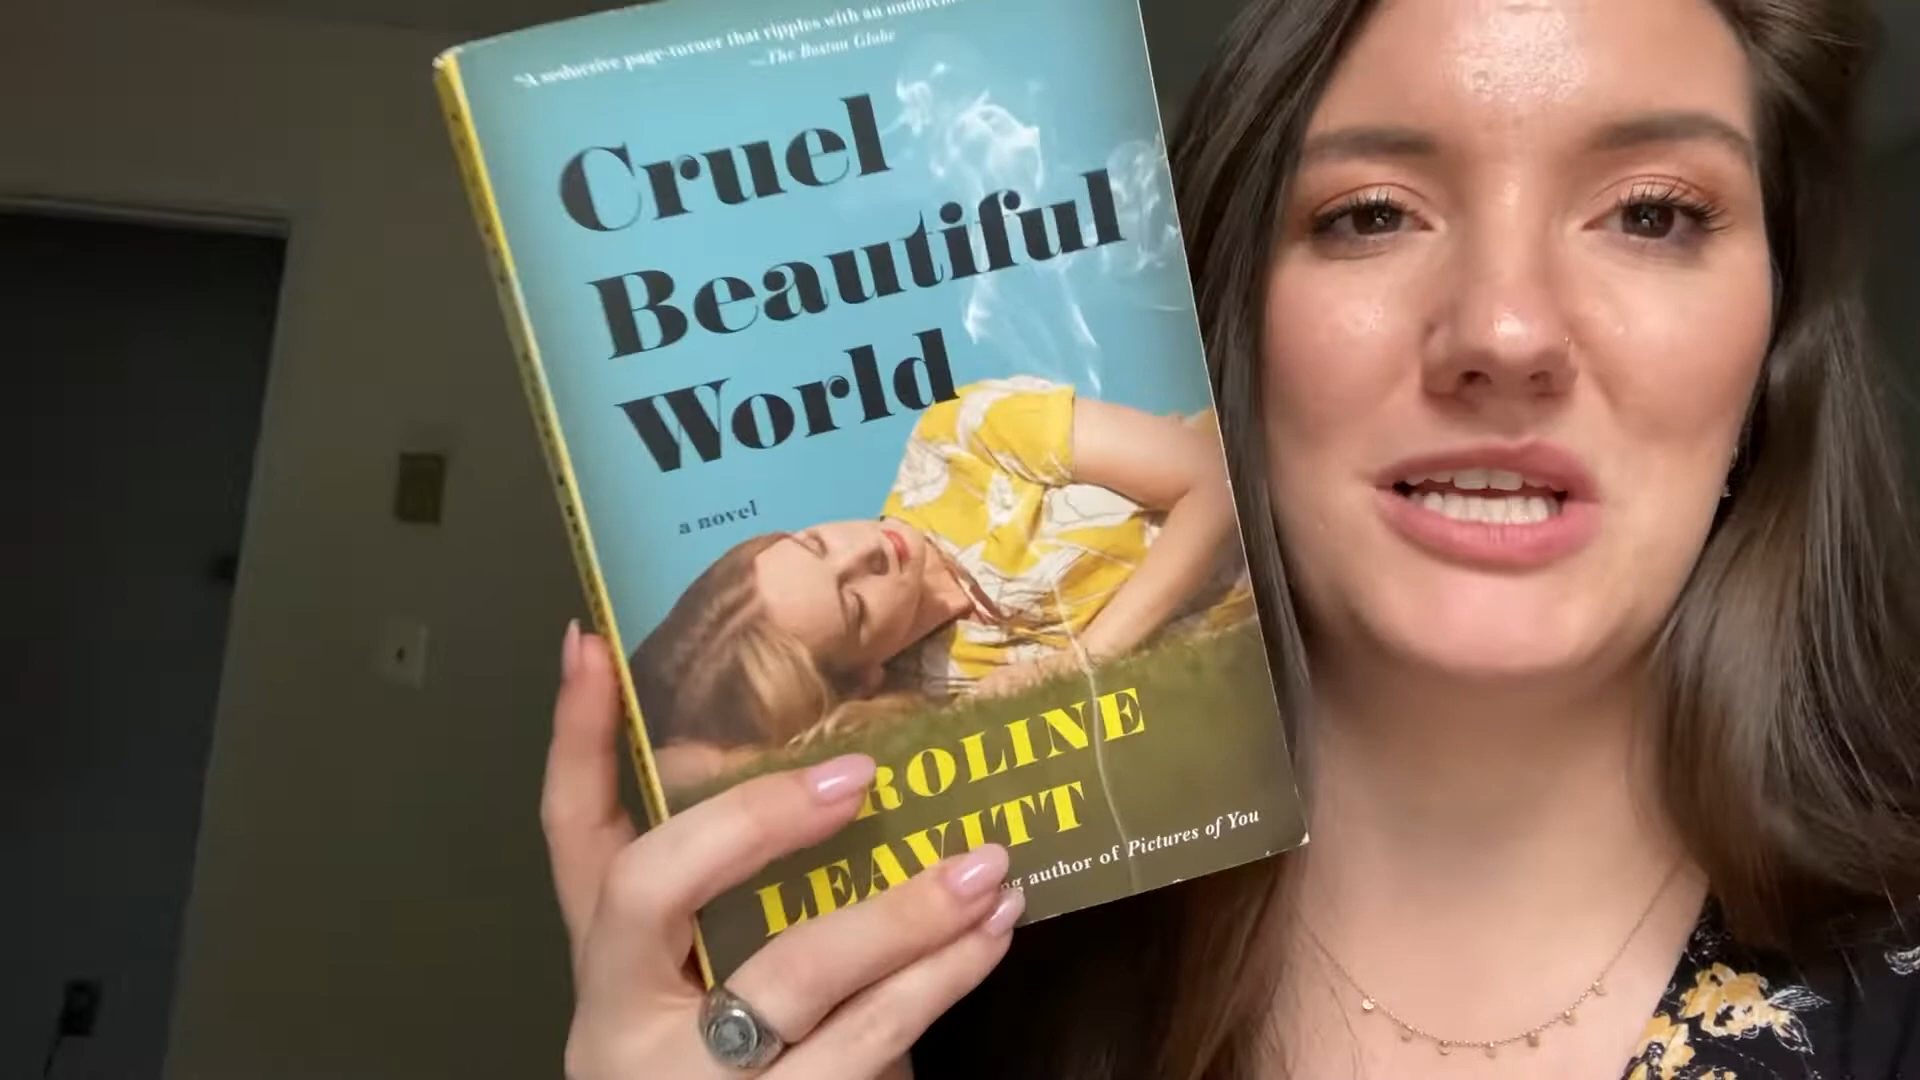 "A seductive page-turner that ripples with an
—The Boston Globe
Cruel
Beautiful
World
a novel
ROLINE
LEAVITT
author of Pictures of You